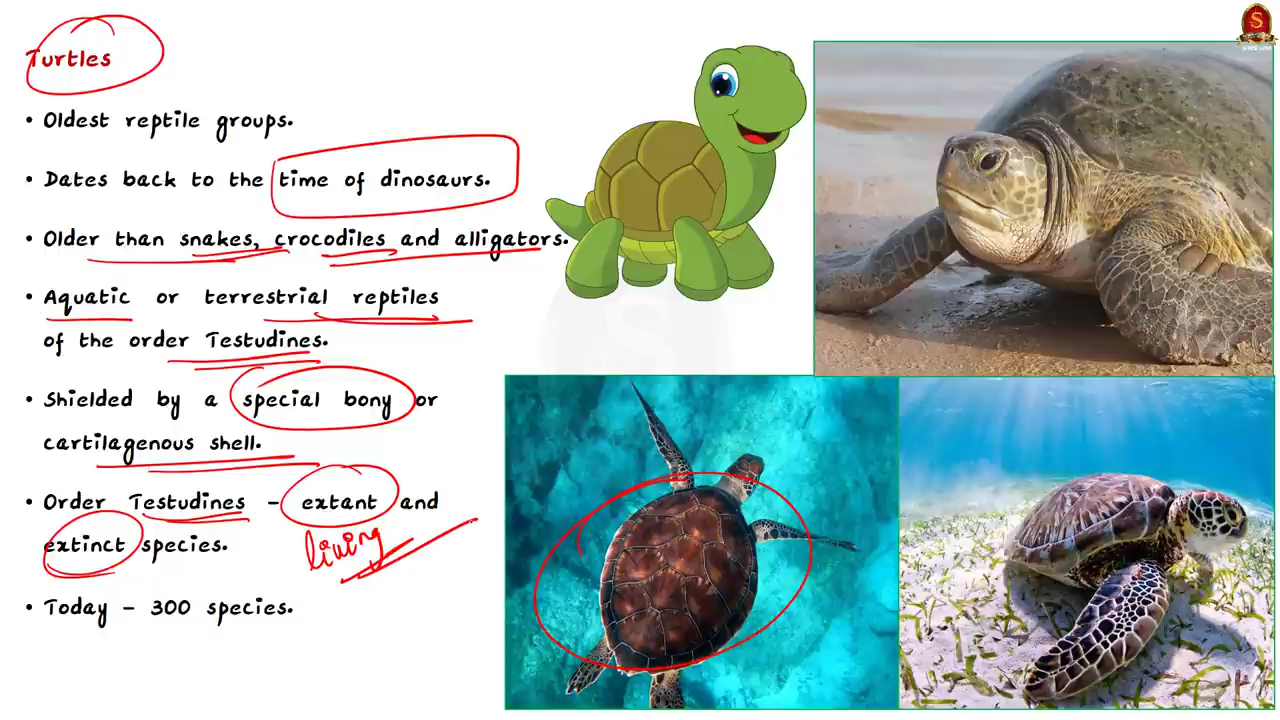 Turtles
• Oldest reptile groups.
• Dates back to the time of dinosaurs.
• Older than snakes, crocodiles and alligators.
• Aquatic or terrestrial reptiles
of the order Testudines.
• Shielded by a special bony or
cartilagenous shell.
• Order Testudines - extant and
living
extinct species.
• Today - 300 species.
S